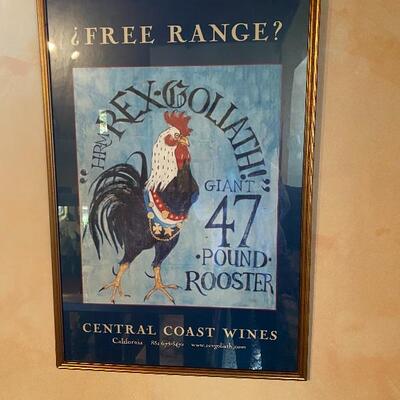 ¿FREE RANGE?
"HRM
REX·GOLIATH!"
GIANT
47
·POUND·
ROOSTER
CENTRAL COAST WINES
California www.rexgoliath.com